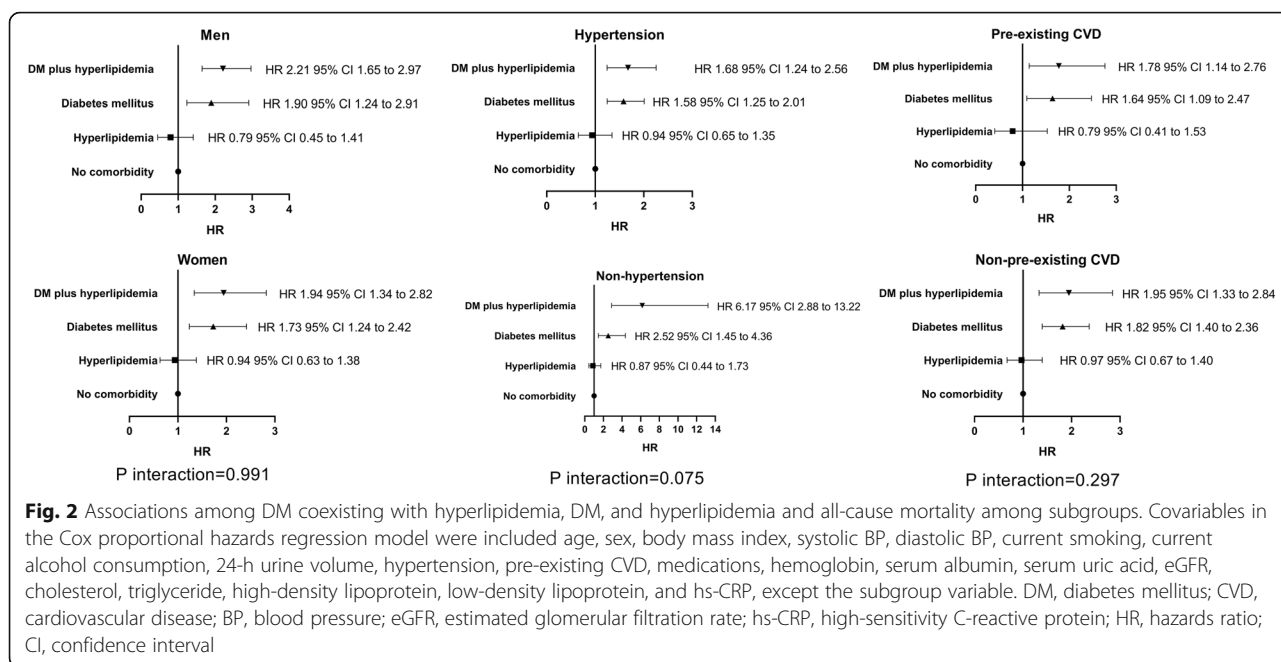 Men
DM plus hyperlipidemia
HR 2.21 95% CI 1.65 to 2.97
Diabetes mellitus
HR 1.90 95% CI 1.24 to 2.91
Hyperlipidemia
HR 0.79 95% CI 0.45 to 1.41
No comorbidity
0 1 2 3 4
HR
Hypertension
DM plus hyperlipidemia
HR 1.68 95% CI 1.24 to 2.56
Diabetes mellitus
HR 1.58 95% CI 1.25 to 2.01
Hyperlipidemia
HR 0.94 95% CI 0.65 to 1.35
No comorbidity
0 1 2 3
HR
Pre-existing CVD
DM plus hyperlipidemia
HR 1.78 95% CI 1.14 to 2.76
Diabetes mellitus
HR 1.64 95% CI 1.09 to 2.47
Hyperlipidemia
HR 0.79 95% CI 0.41 to 1.53
No comorbidity
0 1 2 3
HR
Women
DM plus hyperlipidemia
HR 1.94 95% CI 1.34 to 2.82
Diabetes mellitus
HR 1.73 95% CI 1.24 to 2.42
Hyperlipidemia
HR 0.94 95% CI 0.63 to 1.38
No comorbidity
0 1 2 3
HR
P interaction=0.991
Non-hypertension
DM plus hyperlipidemia
HR 6.17 95% CI 2.88 to 13.22
Diabetes mellitus
HR 2.52 95% CI 1.45 to 4.36
Hyperlipidemia
HR 0.87 95% CI 0.44 to 1.73
No comorbidity
0 2 4 6 8 10 12 14
HR
P interaction=0.075
Non-pre-existing CVD
DM plus hyperlipidemia
HR 1.95 95% CI 1.33 to 2.84
Diabetes mellitus
HR 1.82 95% CI 1.40 to 2.36
Hyperlipidemia
HR 0.97 95% CI 0.67 to 1.40
No comorbidity
0 1 2 3
HR
P interaction=0.297
Fig. 2 Associations among DM coexisting with hyperlipidemia, DM, and hyperlipidemia and all-cause mortality among subgroups. Covariables in
the Cox proportional hazards regression model were included age, sex, body mass index, systolic BP, diastolic BP, current smoking, current
alcohol consumption, 24-h urine volume, hypertension, pre-existing CVD, medications, hemoglobin, serum albumin, serum uric acid, eGFR,
cholesterol, triglyceride, high-density lipoprotein, low-density lipoprotein, and hs-CRP, except the subgroup variable. DM, diabetes mellitus; CVD,
cardiovascular disease; BP, blood pressure; eGFR, estimated glomerular filtration rate; hs-CRP, high-sensitivity C-reactive protein; HR, hazards ratio;
CI, confidence interval